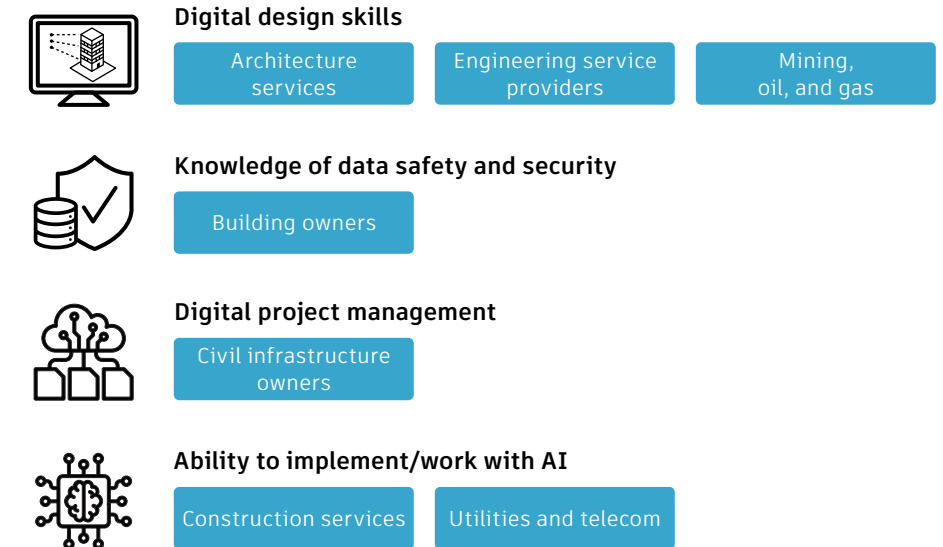 Digital design skills
Architecture
services
Engineering service
providers
Mining,
oil, and gas
Knowledge of data safety and security
Building owners
Digital project management
Civil infrastructure
owners
Ability to implement/work with AI
Construction services
Utilities and telecom